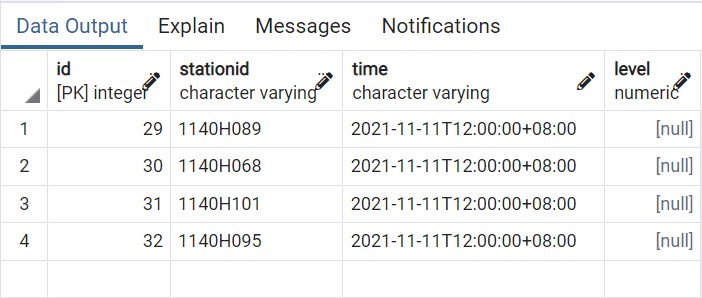 Data Output Explain Messages Notifications
id stationid time level
[PK] integer character varying character varying numeric
1 29 1140H089 2021-11-11T12:00:00+08:00 [null]
2 30 1140H068 2021-11-11T12:00:00+08:00 [null]
3 31 1140H101 2021-11-11T12:00:00+08:00 [null]
4 32 1140H095 2021-11-11T12:00:00+08:00 [null]